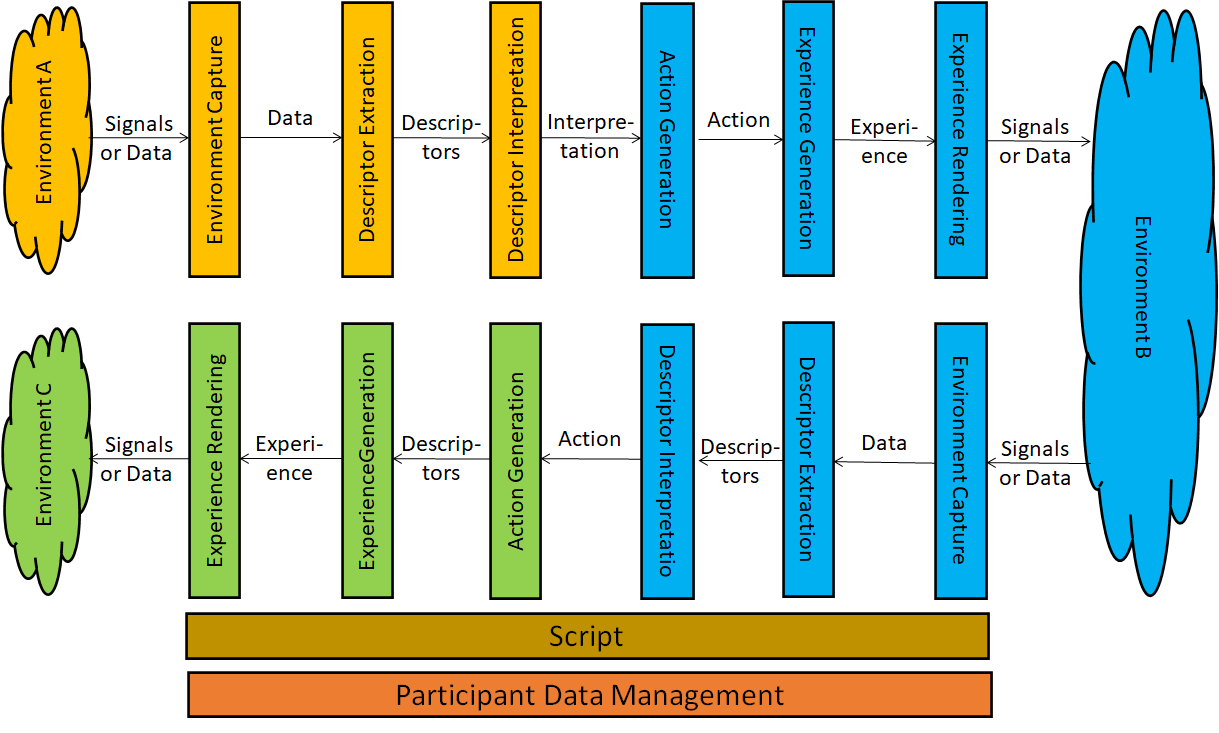 Environment A
Signals
or Data
Environment Capture
Data
Descriptor Extraction
Descrip-
tors
Descriptor Interpretation
Interpre-
tation
Action Generation
Action
Experience Generation
Experi-
ence
Experience Rendering
Signals
or Data
Environment B
Environment C
Signals
or Data
Experience Rendering
Experi-
ence
ExperienceGeneration
Descrip-
tors
Action Generation
Action
Descriptor Interpretatio
Descrip-
tors
Descriptor Extraction
Data
Environment Capture
Signals
or Data
Script
Participant Data Management